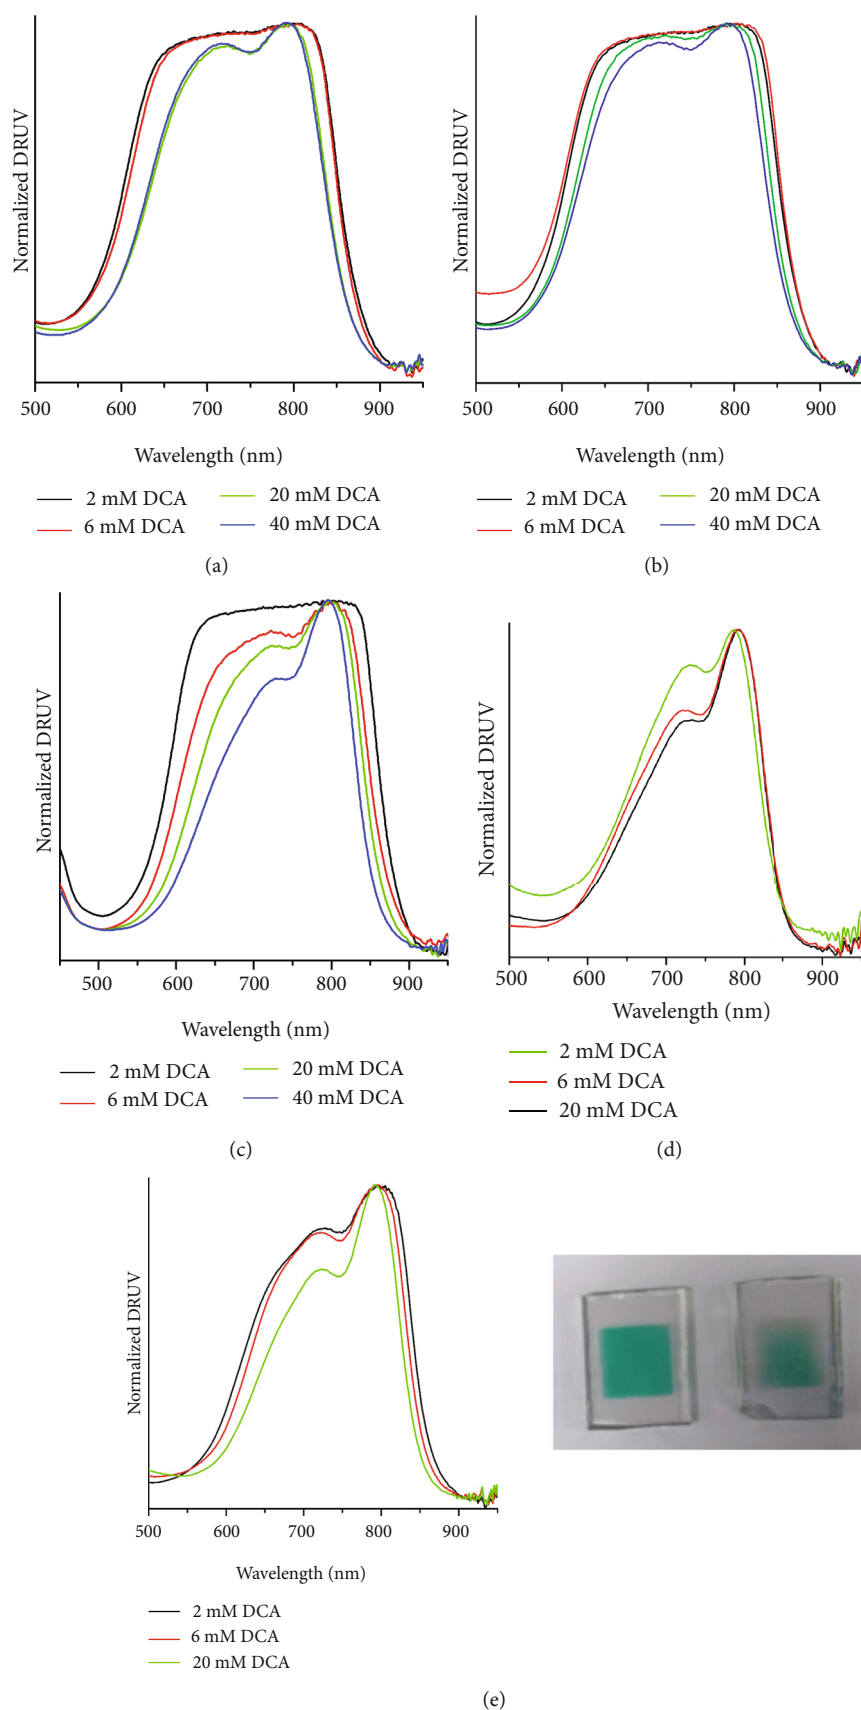 Normalized DRUV
500 600 700 800 900
Wavelength (nm)
2 mM DCA 20 mM DCA
6 mM DCA 40 mM DCA
(a)
Normalized DRUV
500 600 700 800 900
Wavelength (nm)
2 mM DCA 20 mM DCA
6 mM DCA 40 mM DCA
(b)
Normalized DRUV
500 600 700 800 900
Wavelength (nm)
2 mM DCA 20 mM DCA
6 mM DCA 40 mM DCA
(c)
Normalized DRUV
500 600 700 800 900
Wavelength (nm)
2 mM DCA
6 mM DCA
20 mM DCA
(d)
Normalized DRUV
500 600 700 800 900
Wavelength (nm)
2 mM DCA
6 mM DCA
20 mM DCA
(e)